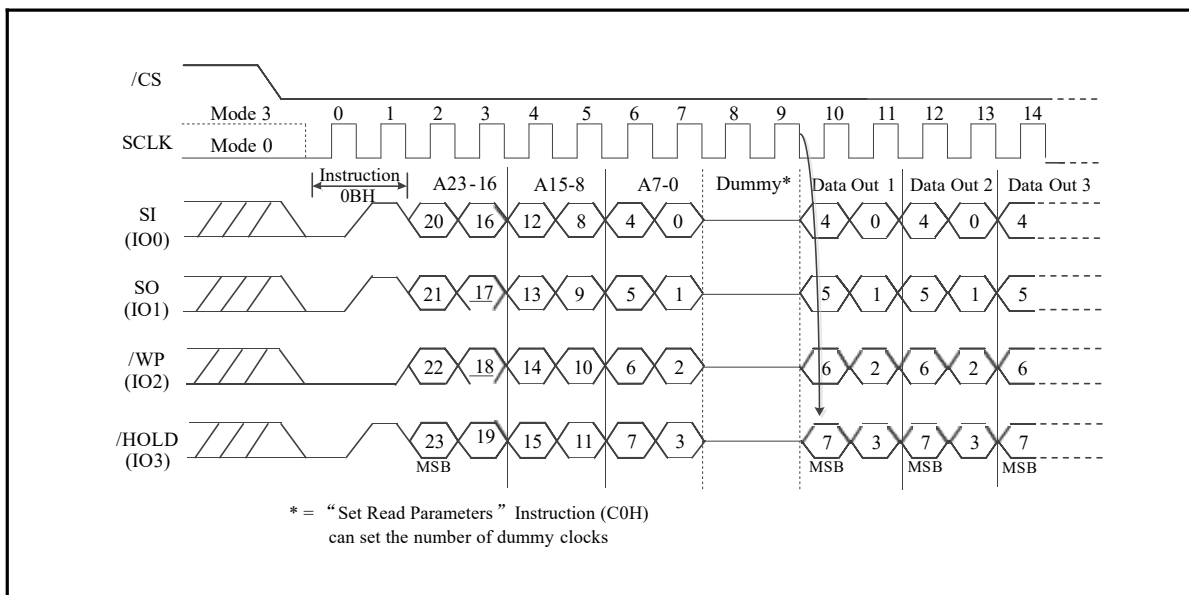 /CS
Mode 3 0 1 2 3 4 5 6 7 8 9 10 11 12 13 14
SCLK Mode 0
Instruction 0BH A23-16 A15-8 A7-0 Dummy* Data Out 1 Data Out 2 Data Out 3
SI (IO0) 20 16 12 8 4 0 4 0 4 0 4
SO (IO1) 21 17 13 9 5 1 5 1 5 1 5
/WP (IO2) 22 18 14 10 6 2 6 2 6 2 6
/HOLD (IO3) 23 19 15 11 7 3 7 3 7 3 7
MSB MSB MSB MSB
* = “Set Read Parameters” Instruction (C0H)
can set the number of dummy clocks